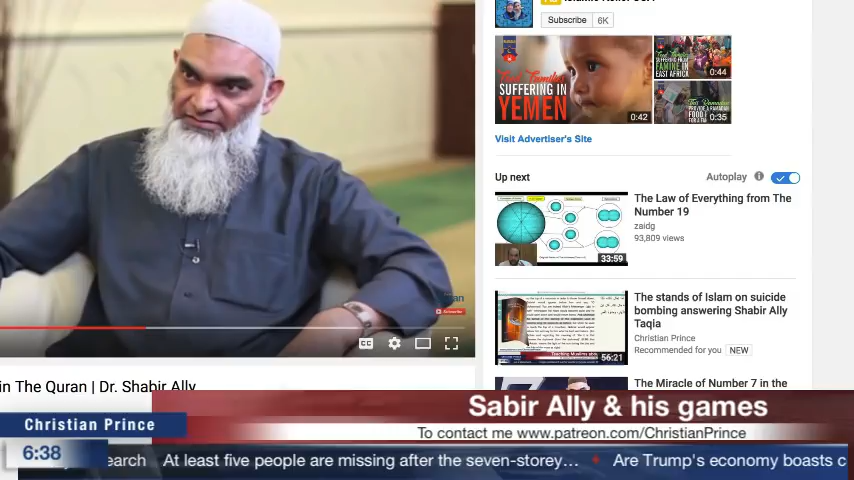 Subscribe 6K
SUFFERING IN
YEMEN
0:42
FAMINE IN
EAST AFRICA
0:44
0:35
Visit Advertiser's Site
Up next
Autoplay
The Law of Everything from The
Number 19
zaidg
93,809 views
33:59
The stands of Islam on suicide
bombing answering Shabir Ally
Taqia
Christian Prince
Recommended for you NEW
56:21
The Miracle of Number 7 in the
CC
in The Quran | Dr. Shabir Ally
Christian Prince
Sabir Ally & his games
To contact me www.patreon.com/ChristianPrince
6:38
earch At least five people are missing after the seven-storey... Are Trump's economy boasts c